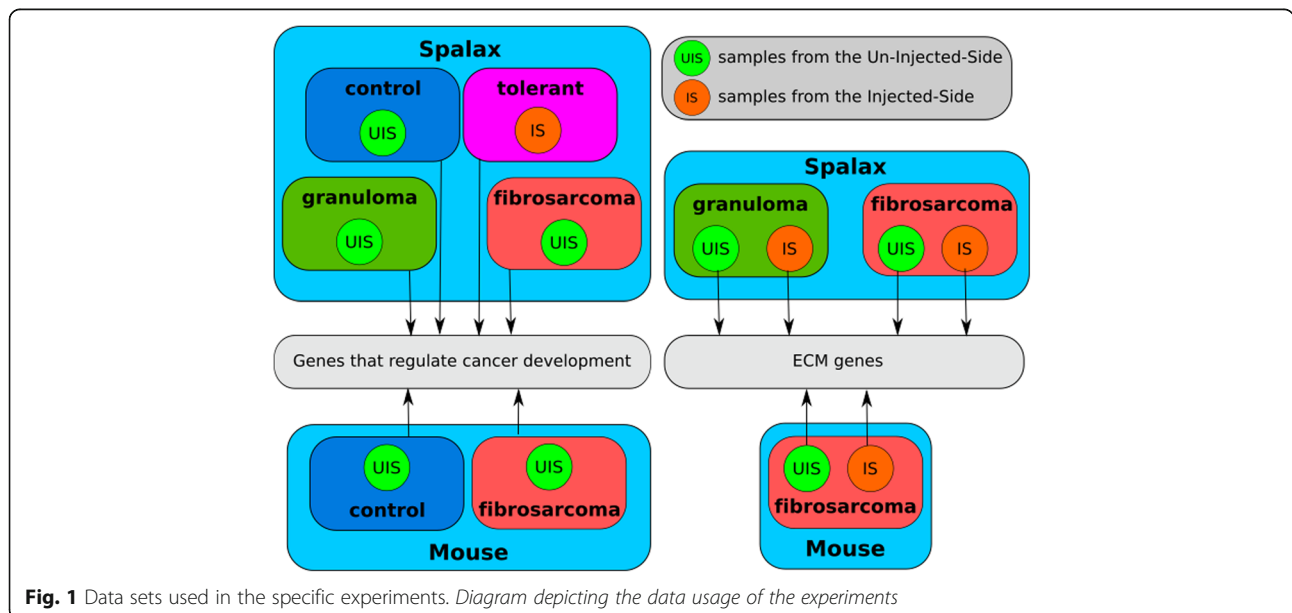 Spalax
control
tolerant
UIS
IS
granuloma
fibrosarcoma
UIS
UIS
Genes that regulate cancer development
UIS
UIS
control
fibrosarcoma
Mouse
UIS samples from the Un-Injected-Side
IS samples from the Injected-Side
Spalax
granuloma
fibrosarcoma
UIS
IS
UIS
IS
ECM genes
UIS
IS
fibrosarcoma
Mouse
Fig. 1 Data sets used in the specific experiments. Diagram depicting the data usage of the experiments